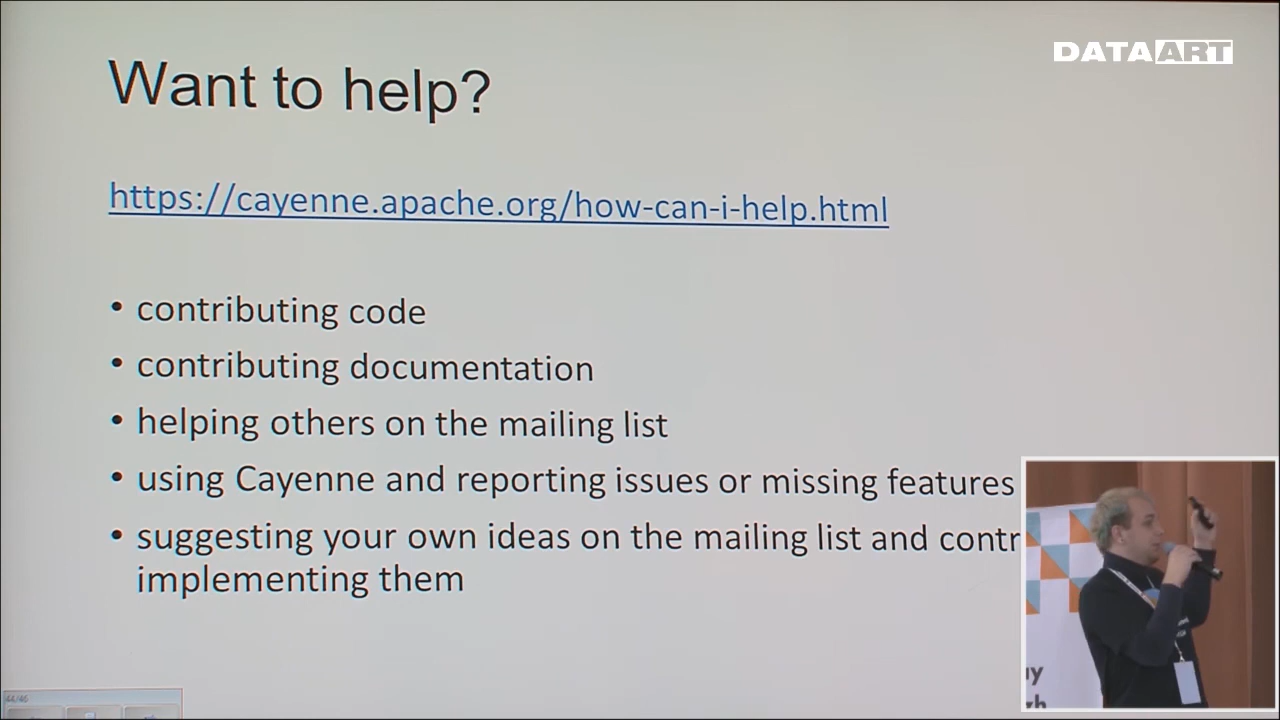 DATAART
Want to help?
https://cayenne.apache.org/how-can-i-help.html
• contributing code
• contributing documentation
• helping others on the mailing list
• using Cayenne and reporting issues or missing features
• suggesting your own ideas on the mailing list and contr
implementing them
44/46